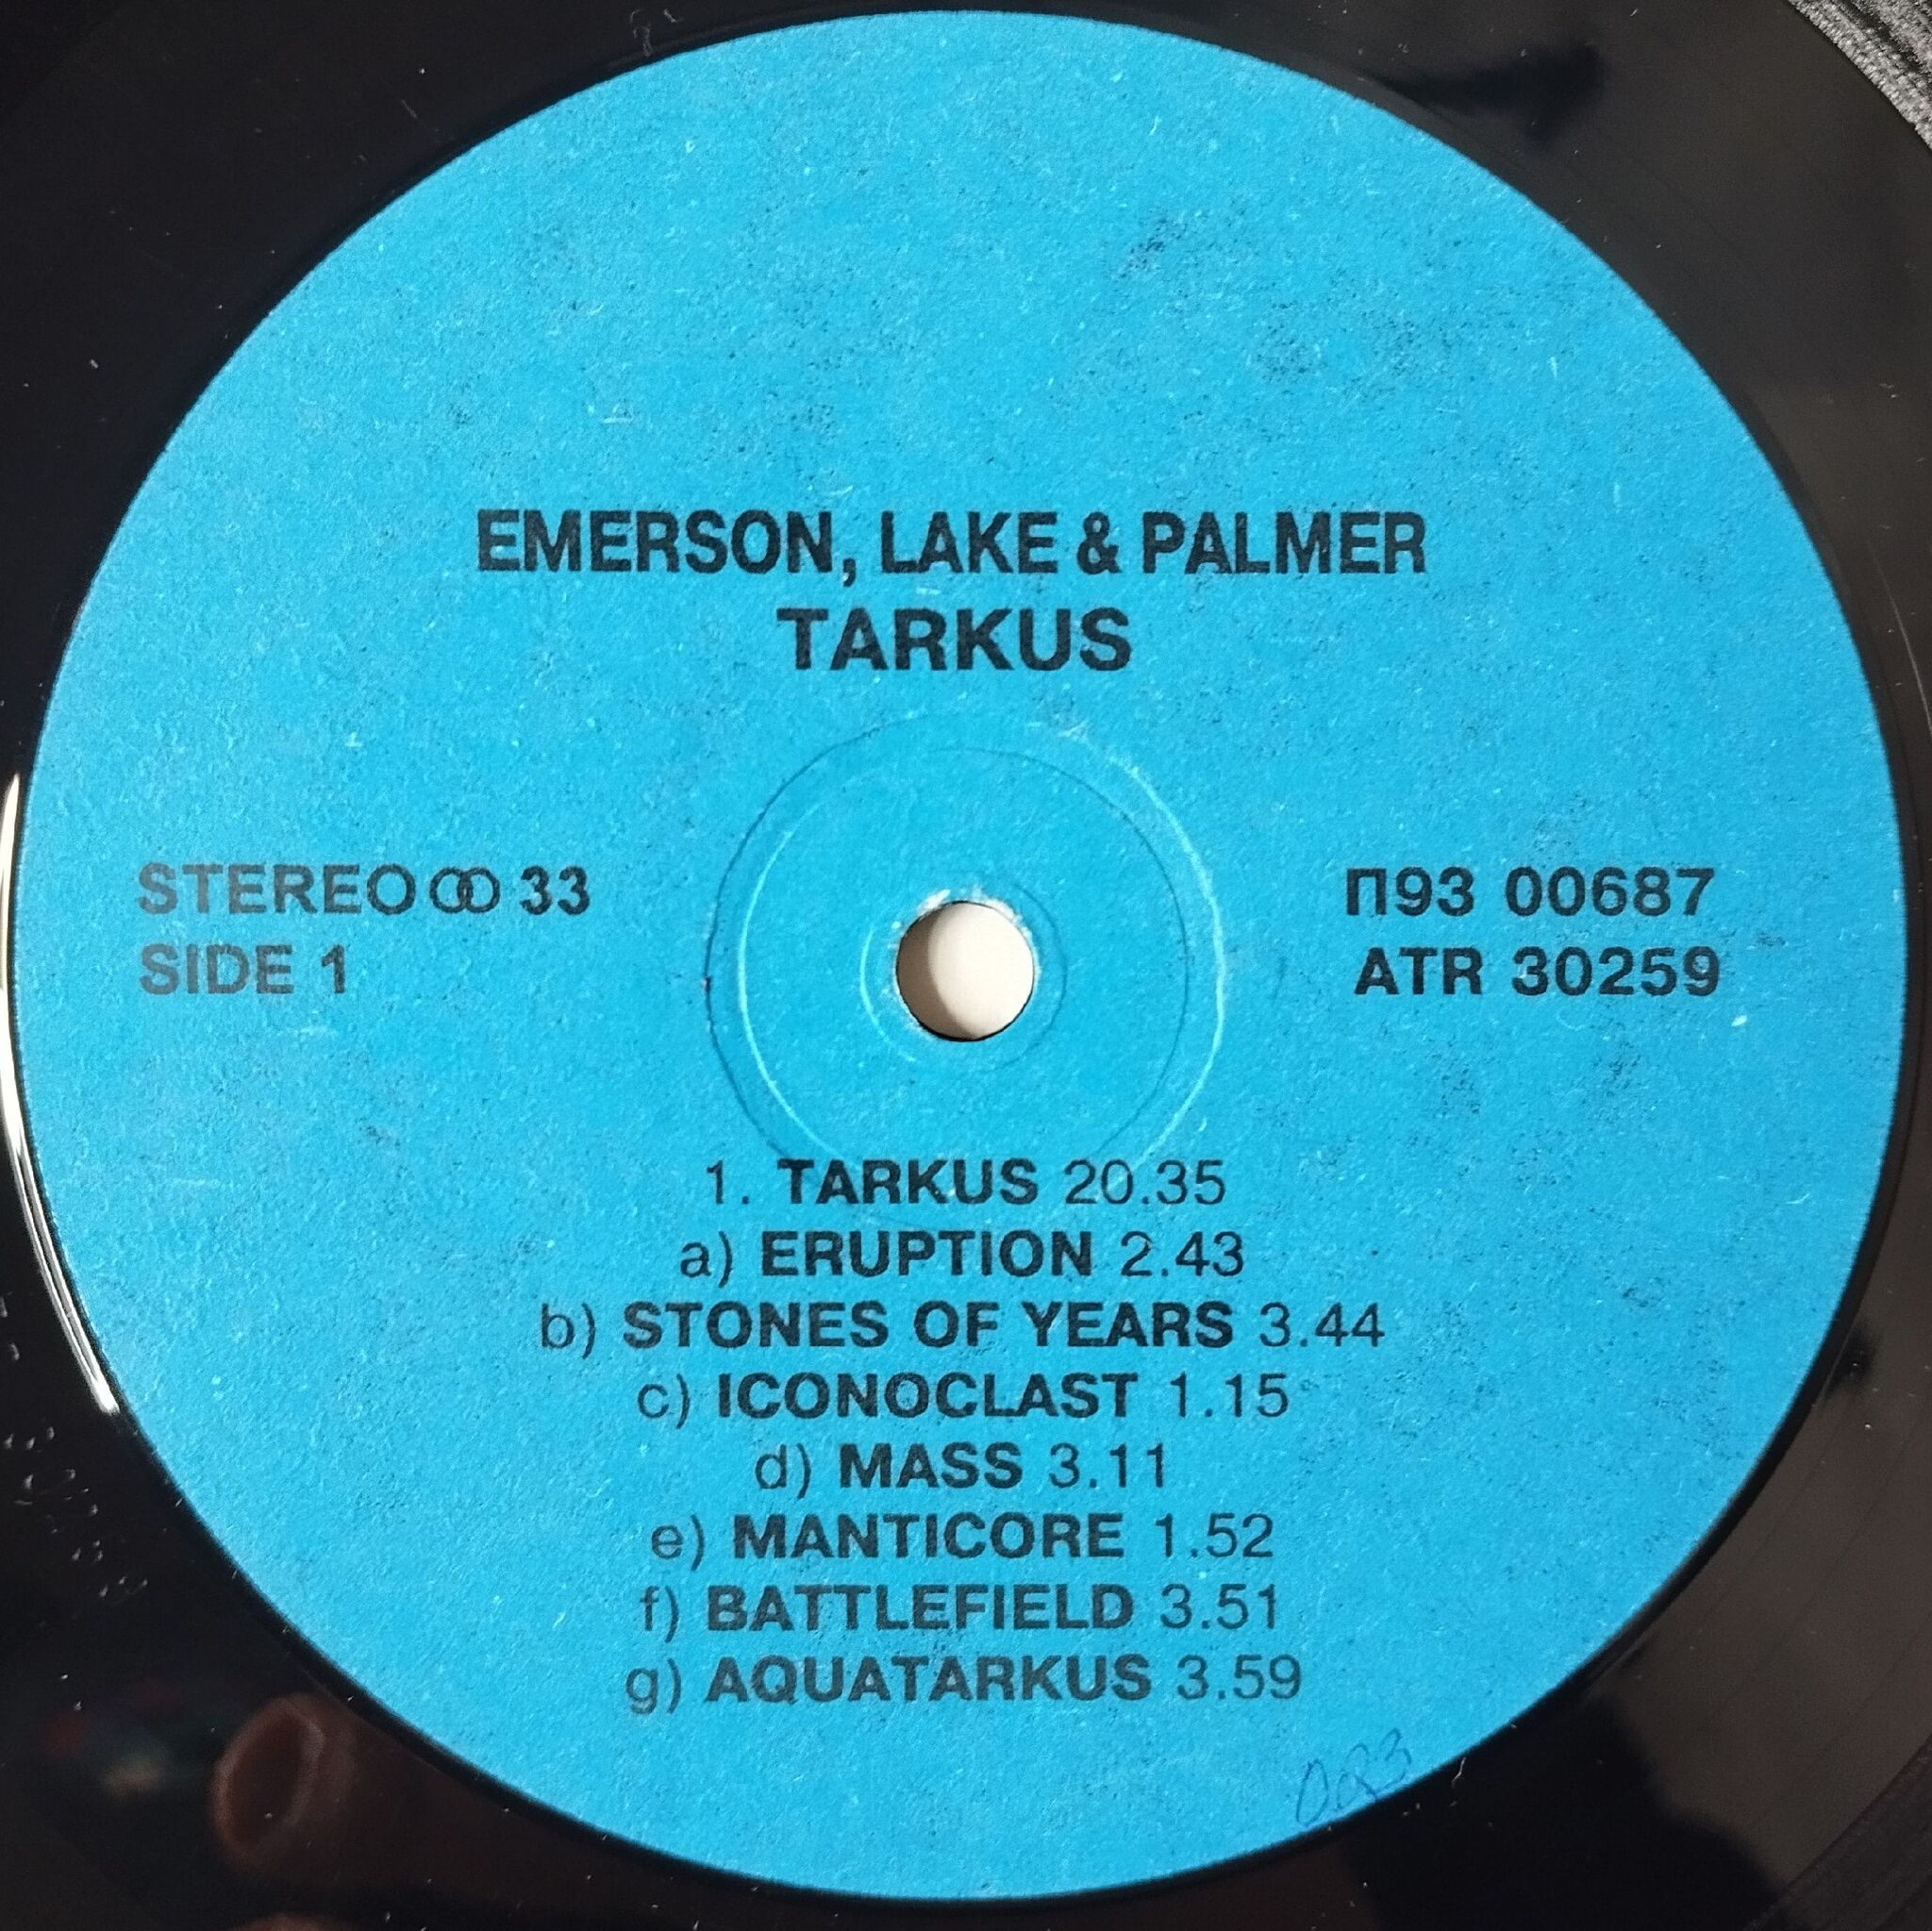 EMERSON, LAKE & PALMER
TARKUS
STEREO ꝏ 33
SIDE 1
П93 00687
ATR 30259
1. TARKUS 20.35
a) ERUPTION 2.43
b) STONES OF YEARS 3.44
c) ICONOCLAST 1.15
d) MASS 3.11
e) MANTICORE 1.52
f) BATTLEFIELD 3.51
g) AQUATARKUS 3.59